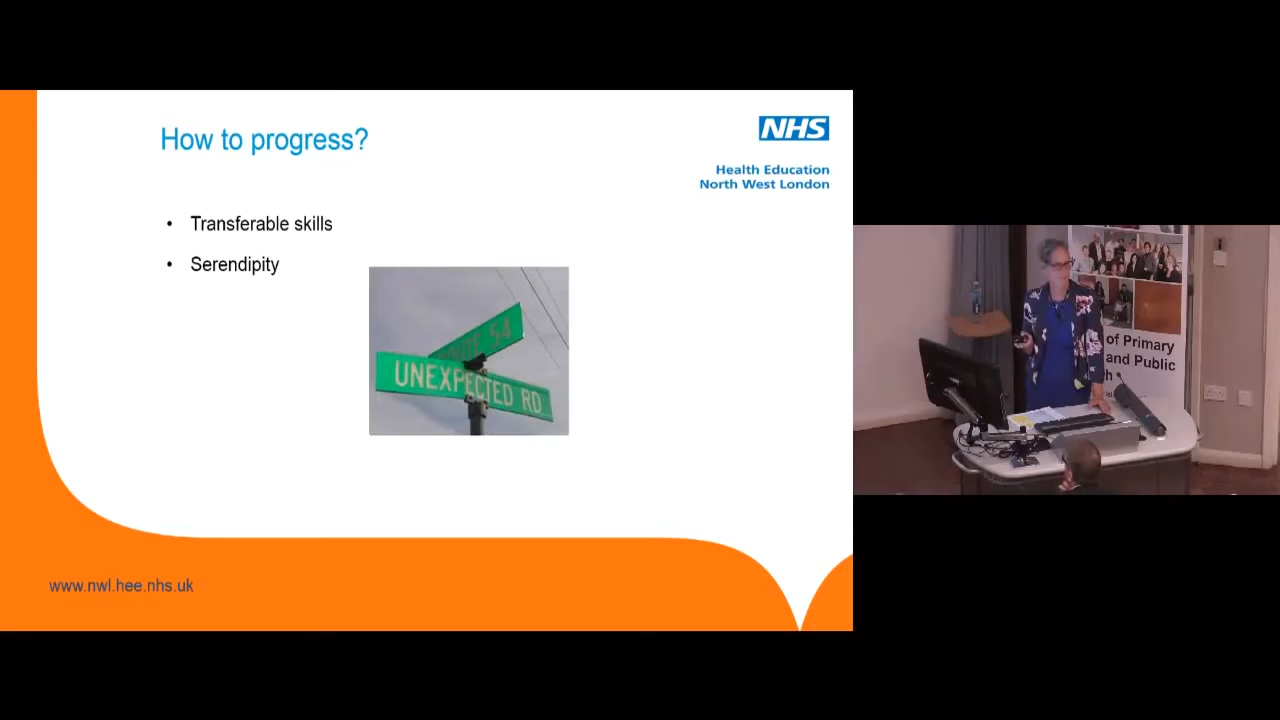 How to progress?
NHS
Health Education
North West London
• Transferable skills
• Serendipity
54
UNEXPECTED RD
www.nwl.hee.nhs.uk
of Primary
and Public